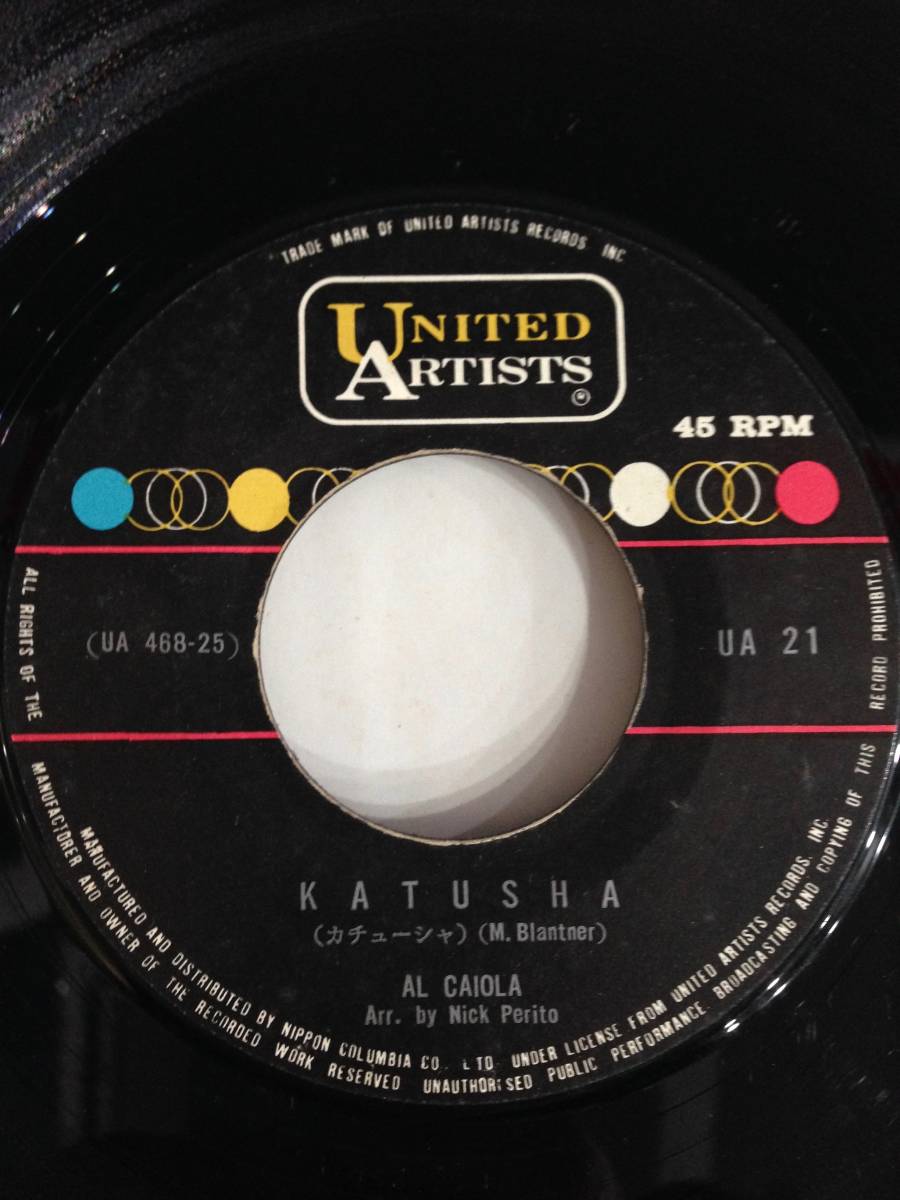 TRADE MARK OF UNITED ARTISTS RECORDS, INC
UNITED
ARTISTS
®
45 RPM
(UA 468-25)
UA 21
KATUSHA
(カチューシャ) (M. Blantner)
AL CAIOLA
Arr. by Nick Perito
MANUFACTURED AND DISTRIBUTED BY NIPPON COLUMBIA CO., LTD. UNDER LICENSE FROM UNITED ARTISTS RECORDS, INC.
ALL RIGHTS OF THE MANUFACTORER AND OWNER OF THE RECORDED WORK RESERVED UNAUTHORISED PUBLIC PERFORMANCE BROADCASTING AND COPYING OF THIS RECORD PROHIBITED